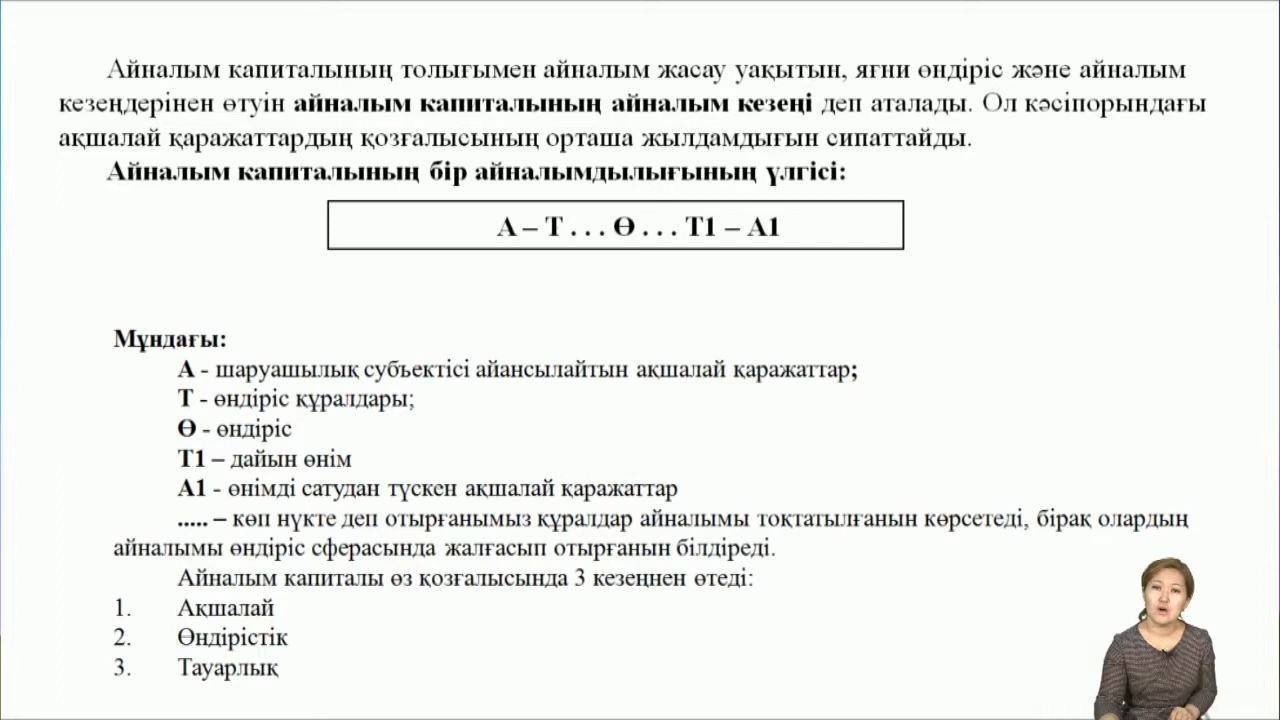 Айналым капиталының толығымен айналым жасау уақытын, яғни өндіріс және айналым
кезеңдерінен өтуін айналым капиталының айналым кезеңі деп аталады. Ол кәсіпорындағы
ақшалай қаражаттардың қозғалысының орташа жылдамдығын сипаттайды.
Айналым капиталының бір айналымдылығының үлгісі:
А – Т . . . Ө . . . Т1 – А1
Мұндағы:
А - шаруашылық субъектісі айансылайтын ақшалай қаражаттар;
Т - өндіріс құралдары;
Ө - өндіріс
Т1 – дайын өнім
А1 - өнімді сатудан түскен ақшалай қаражаттар
..... – көп нүкте деп отырғанымыз құралдар айналымы тоқтатылғанын көрсетеді, бірақ олардың
айналымы өндіріс сферасында жалғасып отырғанын білдіреді.
Айналым капиталы өз қозғалысында 3 кезеңнен өтеді:
1. Ақшалай
2. Өндірістік
3. Тауарлық